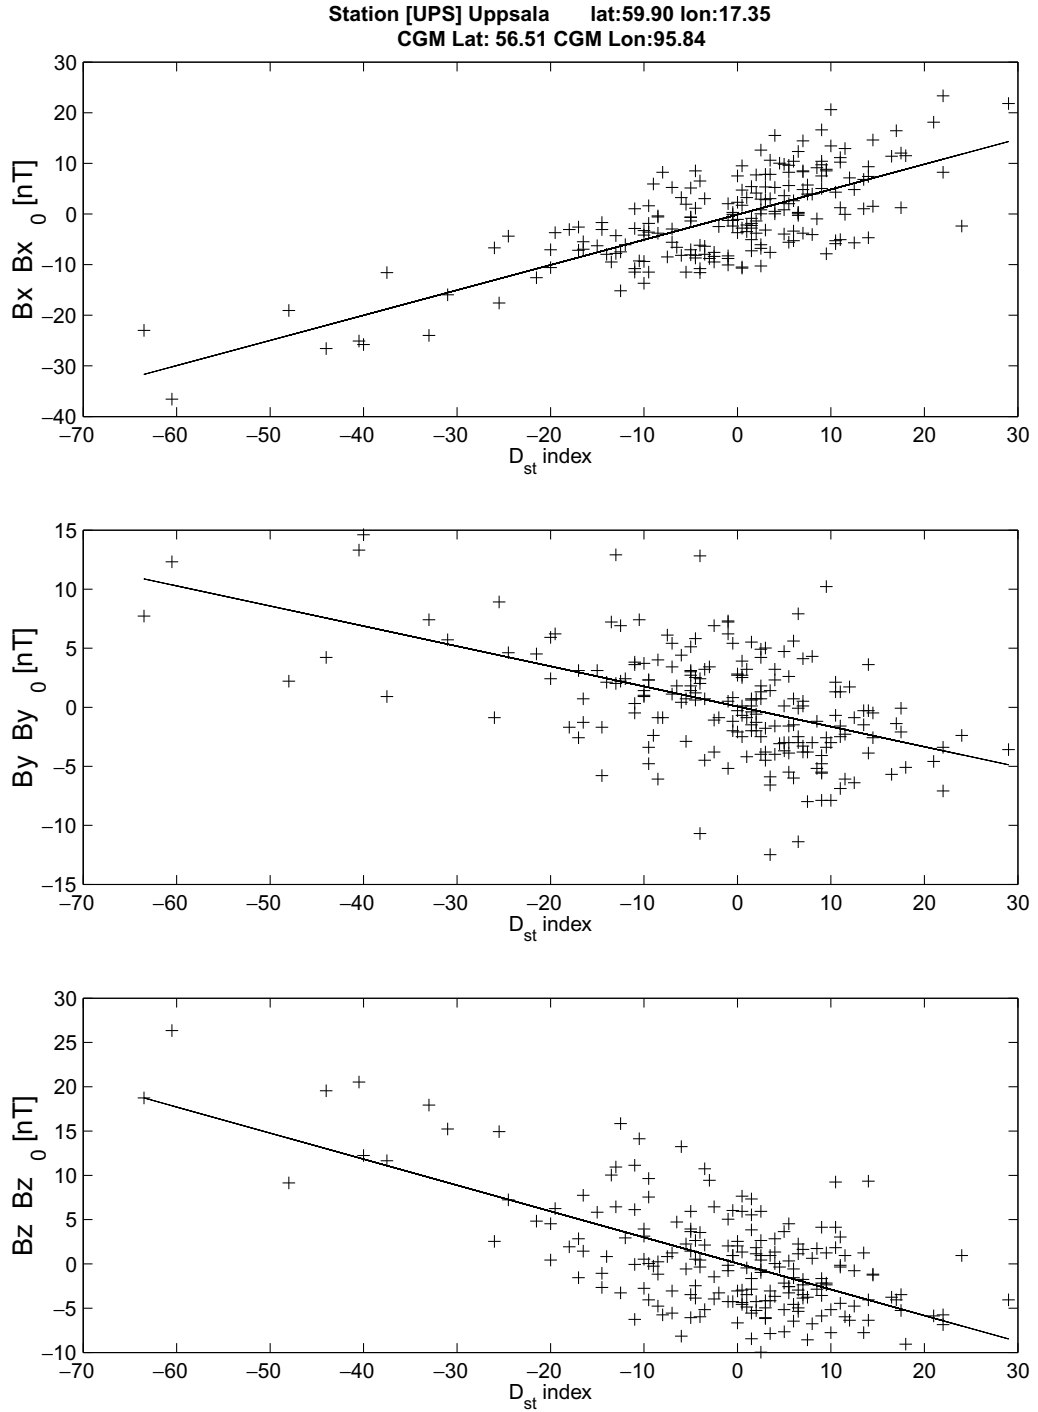 Station [UPS] Uppsala lat:59.90 lon:17.35
CGM Lat: 56.51 CGM Lon:95.84
30
20
10
0
−10
−20
−30
−40
Bx Bx 0 [nT]
−70 −60 −50 −40 −30 −20 −10 0 10 20 30
Dst index
15
10
5
0
−5
−10
−15
By By 0 [nT]
−70 −60 −50 −40 −30 −20 −10 0 10 20 30
Dst index
30
25
20
15
10
5
0
−5
−10
Bz Bz 0 [nT]
−70 −60 −50 −40 −30 −20 −10 0 10 20 30
Dst index